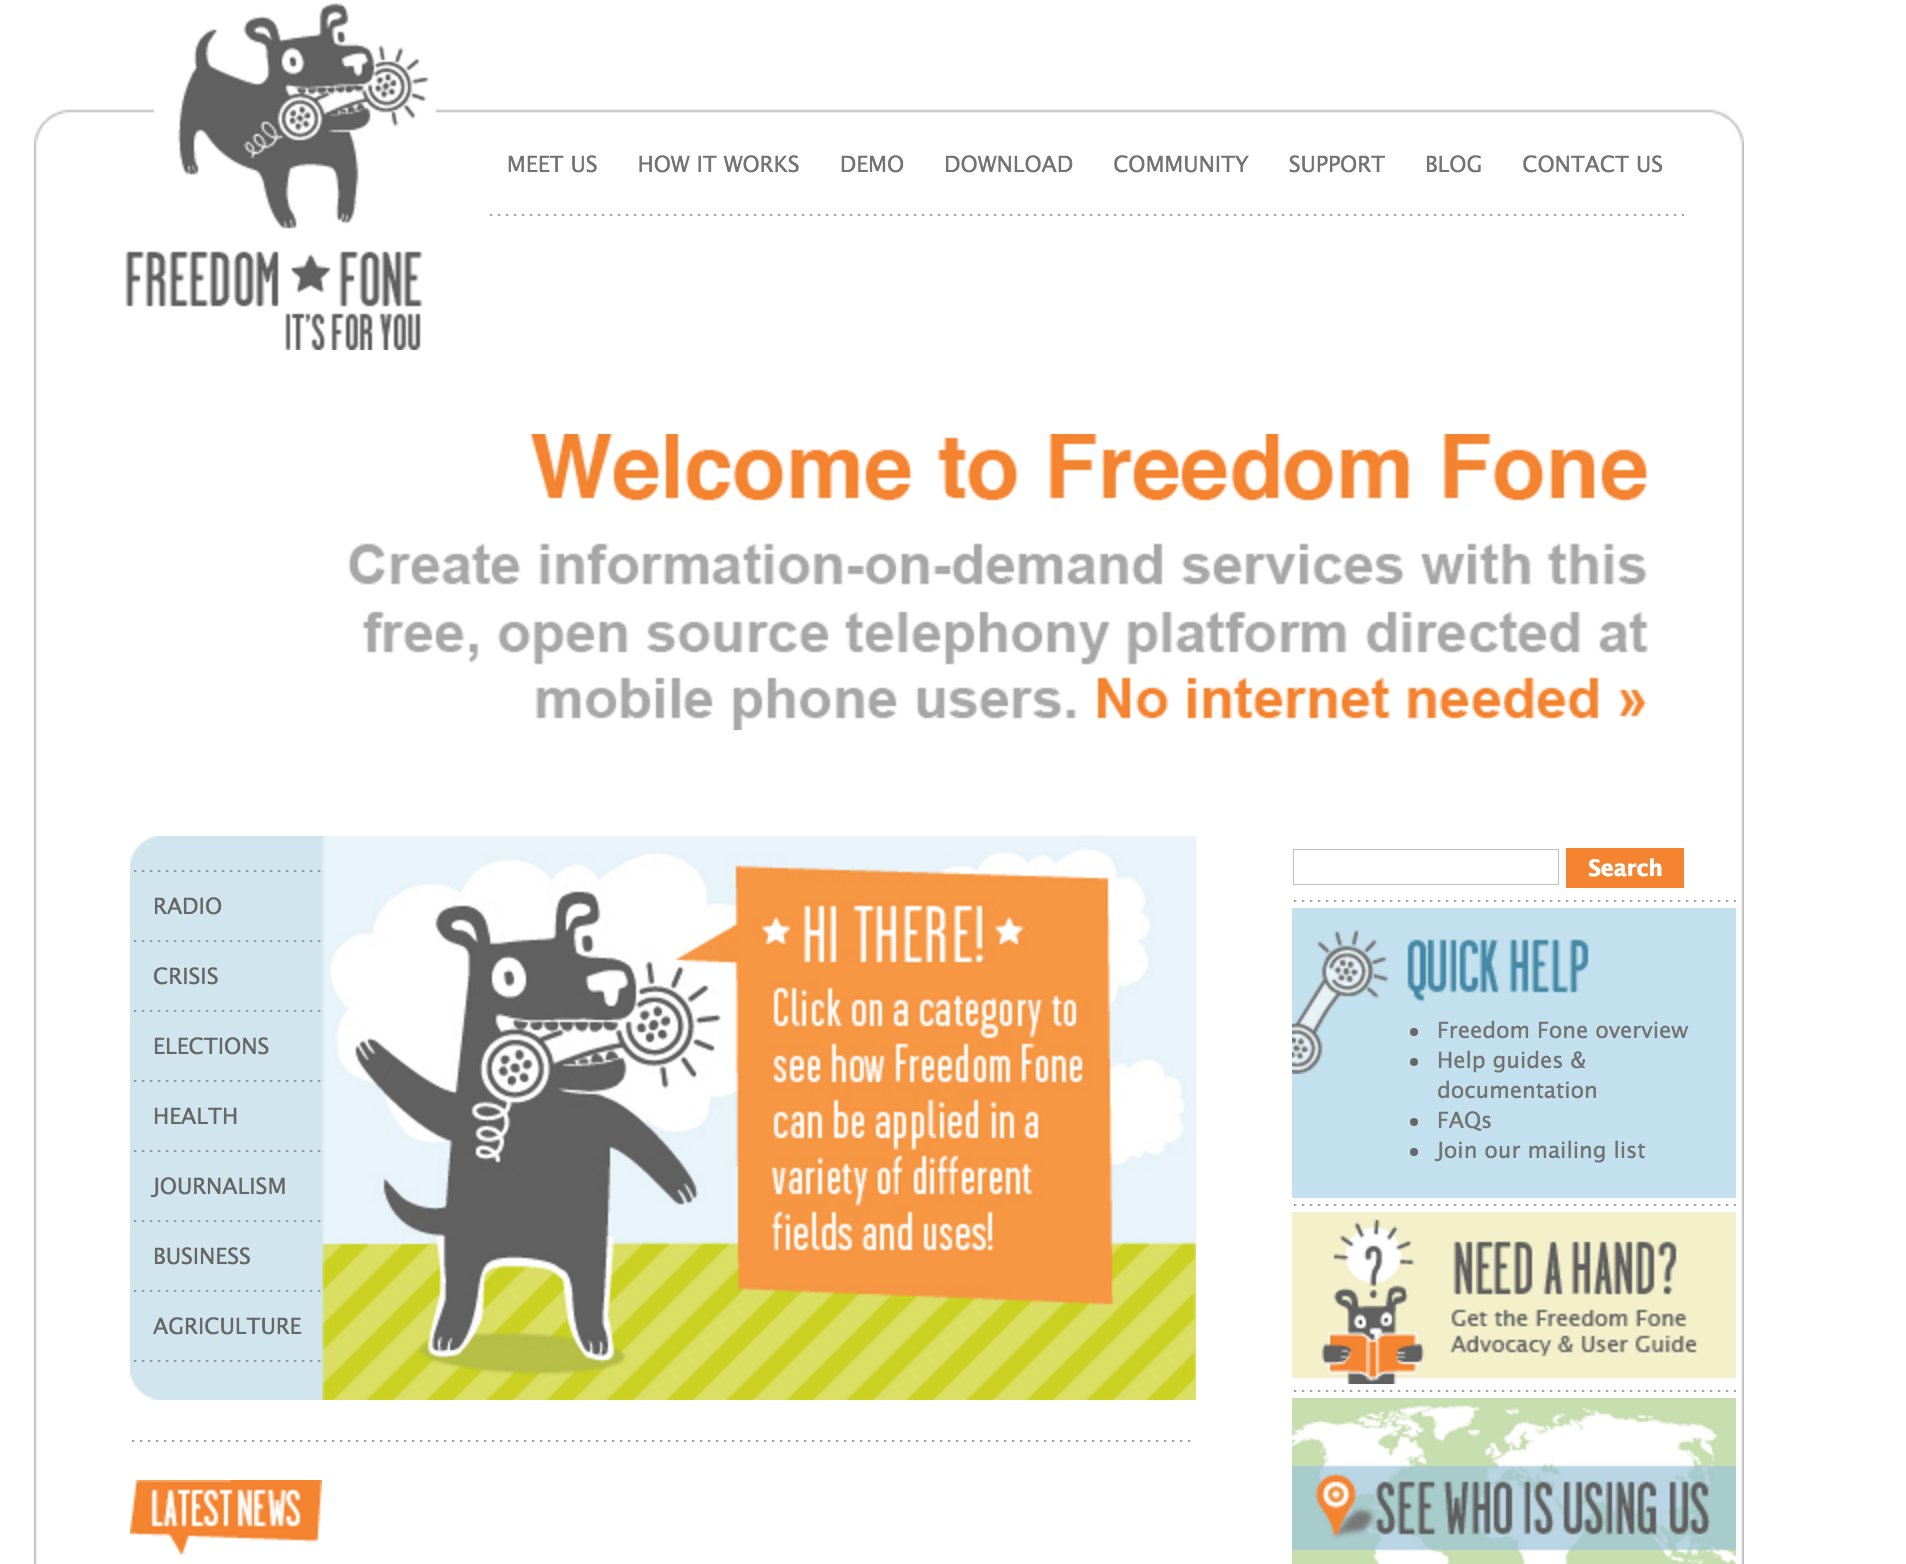 FREEDOM ★ FONE
IT'S FOR YOU
MEET US HOW IT WORKS DEMO DOWNLOAD COMMUNITY SUPPORT BLOG CONTACT US
Welcome to Freedom Fone
Create information-on-demand services with this
free, open source telephony platform directed at
mobile phone users. No internet needed »
RADIO
CRISIS
ELECTIONS
HEALTH
JOURNALISM
BUSINESS
AGRICULTURE
★ HI THERE! ★
Click on a category to
see how Freedom Fone
can be applied in a
variety of different
fields and uses!
Search
QUICK HELP
• Freedom Fone overview
• Help guides &
documentation
• FAQs
• Join our mailing list
?
NEED A HAND?
Get the Freedom Fone
Advocacy & User Guide
SEE WHO IS USING US
LATEST NEWS